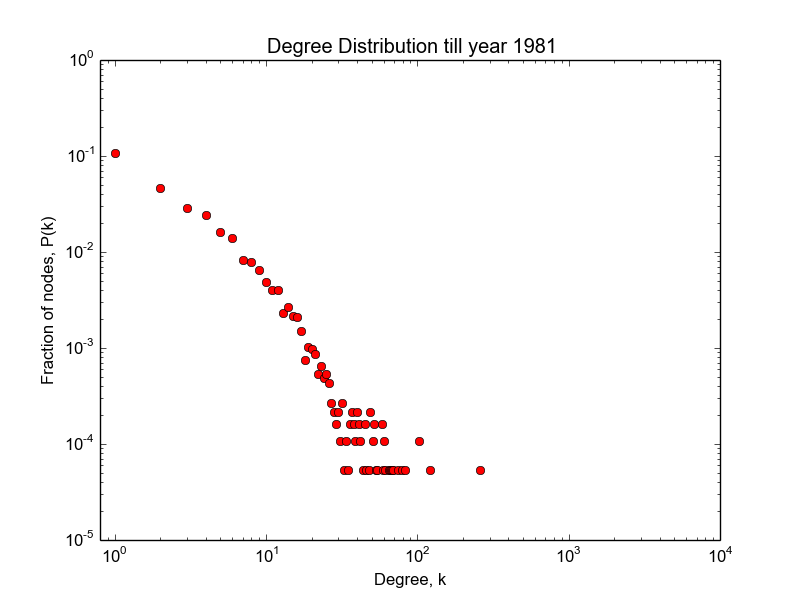 Degree Distribution till year 1981
10^0
10^-1
10^-2
10^-3
10^-4
10^-5
Fraction of nodes, P(k)
10^0 10^1 10^2 10^3 10^4
Degree, k